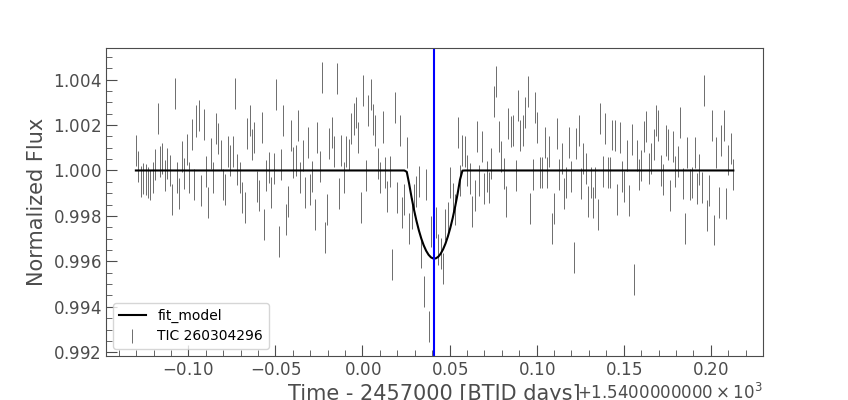 1.004
1.002
1.000
0.998
0.996
0.994
0.992
Normalized Flux
fit_model
TIC 260304296
−0.10 −0.05 0.00 0.05 0.10 0.15 0.20
Time - 2457000 [BTJD days]
+1.5400000000 × 10³